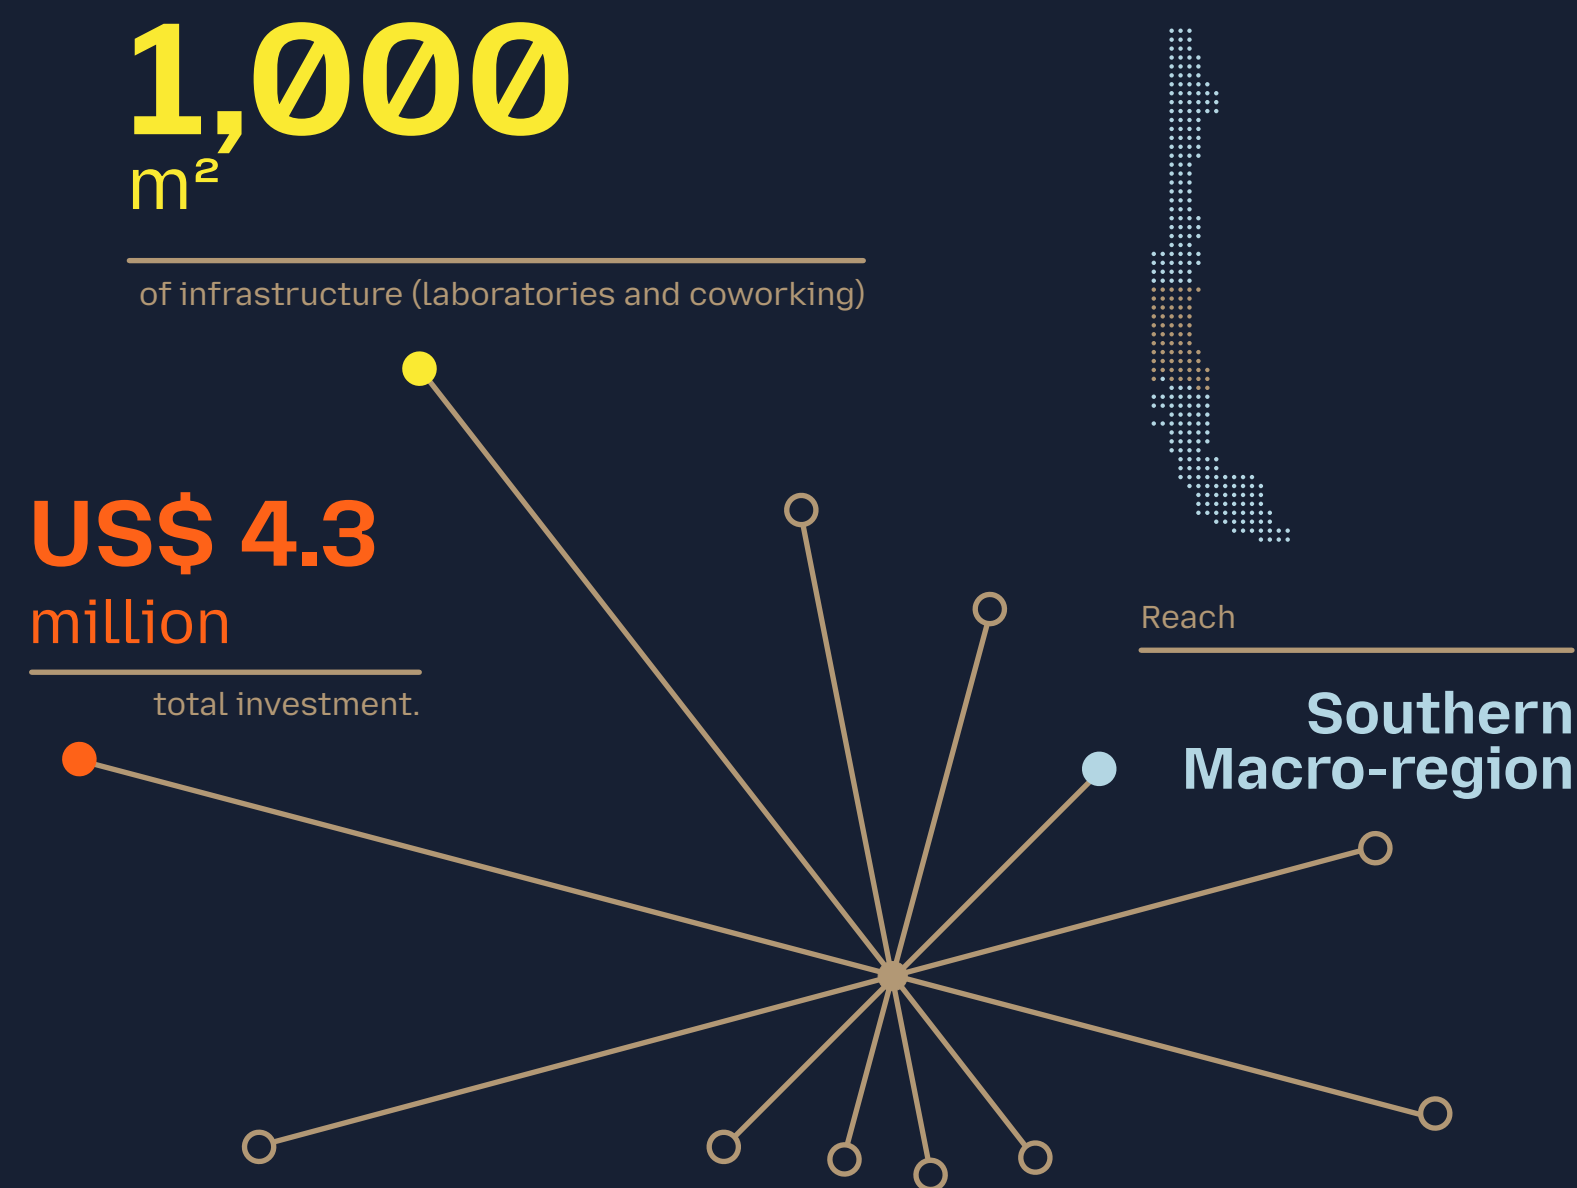 1,000
m²
of infrastructure (laboratories and coworking)
US$ 4.3
million
total investment.
Reach
Southern
Macro-region